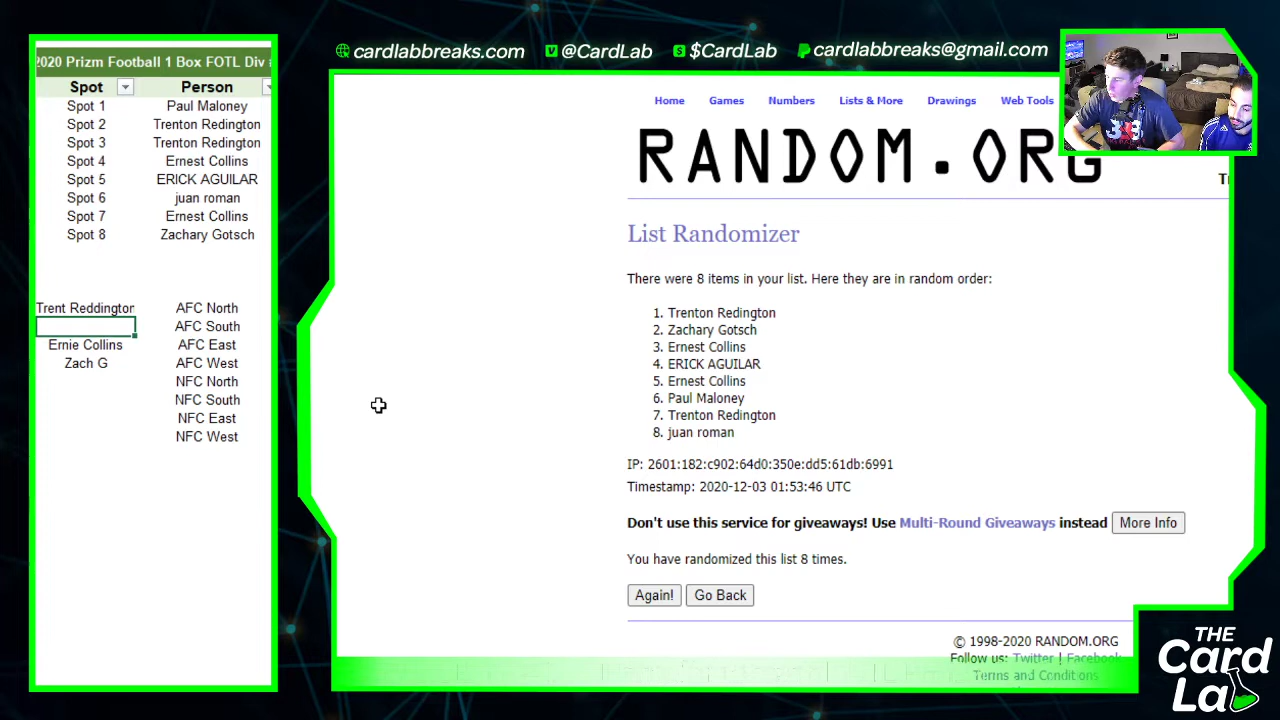 cardlabbreaks.com @CardLab $CardLab cardlabbreaks@gmail.com
2020 Prizm Football 1 Box FOTL Div
Spot Person
Spot 1 Paul Maloney
Spot 2 Trenton Redington
Spot 3 Trenton Redington
Spot 4 Ernest Collins
Spot 5 ERICK AGUILAR
Spot 6 juan roman
Spot 7 Ernest Collins
Spot 8 Zachary Gotsch
Trent Reddington AFC North
AFC South
Ernie Collins AFC East
Zach G AFC West
NFC North
NFC South
NFC East
NFC West
Home Games Numbers Lists & More Drawings Web Tools
RANDOM.ORG
List Randomizer
There were 8 items in your list. Here they are in random order:
1. Trenton Redington
2. Zachary Gotsch
3. Ernest Collins
4. ERICK AGUILAR
5. Ernest Collins
6. Paul Maloney
7. Trenton Redington
8. juan roman
IP: 2601:182:c902:64d0:350e:dd5:61db:6991
Timestamp: 2020-12-03 01:53:46 UTC
Don't use this service for giveaways! Use Multi-Round Giveaways instead More Info
You have randomized this list 8 times.
Again! Go Back
© 1998-2020 RANDOM.ORG
Follow us: Twitter | Facebook
Terms and Conditions
THE
Card
La